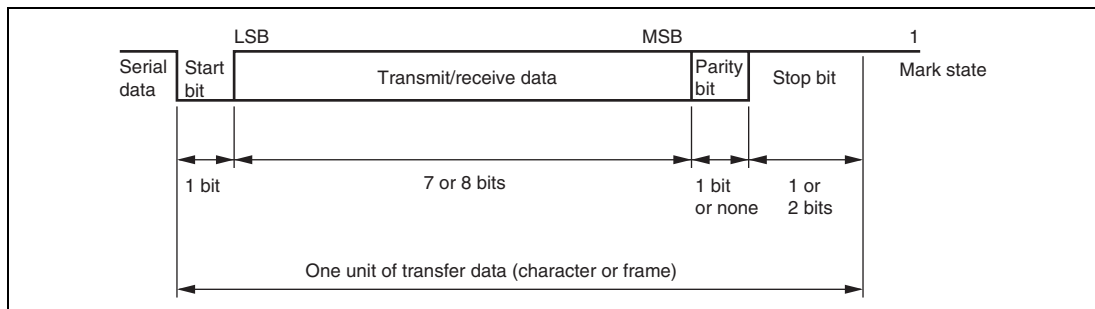 LSB MSB 1
Serial data
Start bit
Transmit/receive data
Parity bit
Stop bit
Mark state
1 bit
7 or 8 bits
1 bit or none
1 or 2 bits
One unit of transfer data (character or frame)